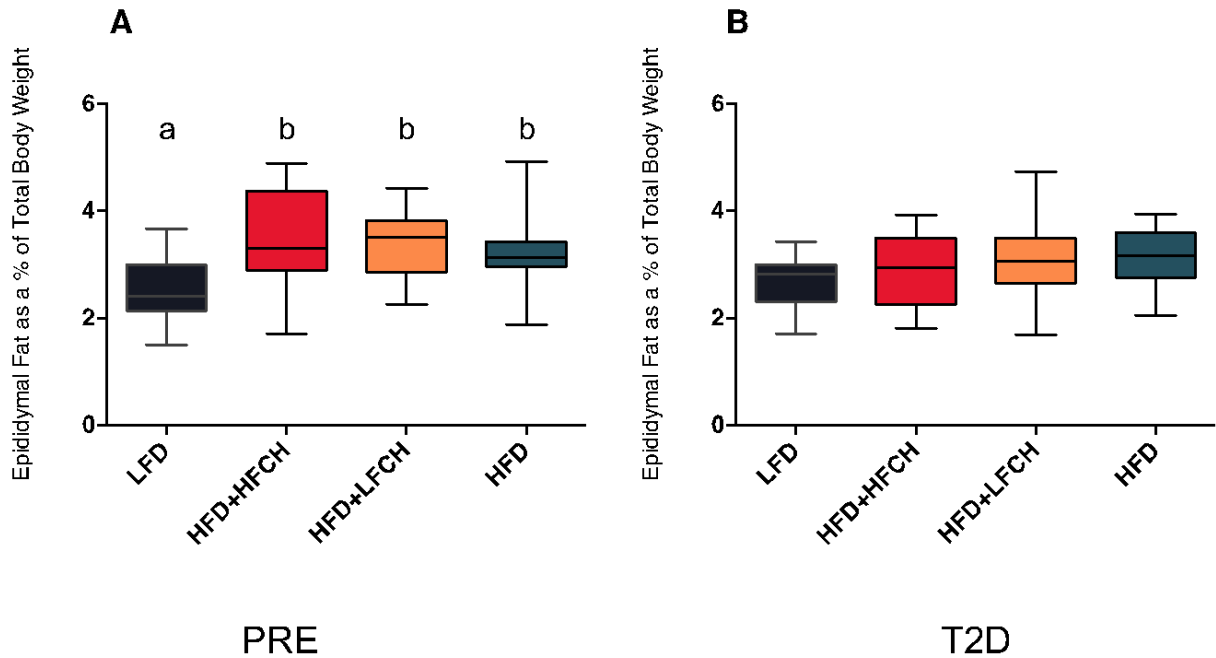 A
Epididymal Fat as a % of Total Body Weight
6
4
2
0
a b b b
LFD
HFD+HFCH
HFD+LFCH
HFD
PRE
B
Epididymal Fat as a % of Total Body Weight
6
4
2
0
LFD
HFD+HFCH
HFD+LFCH
HFD
T2D